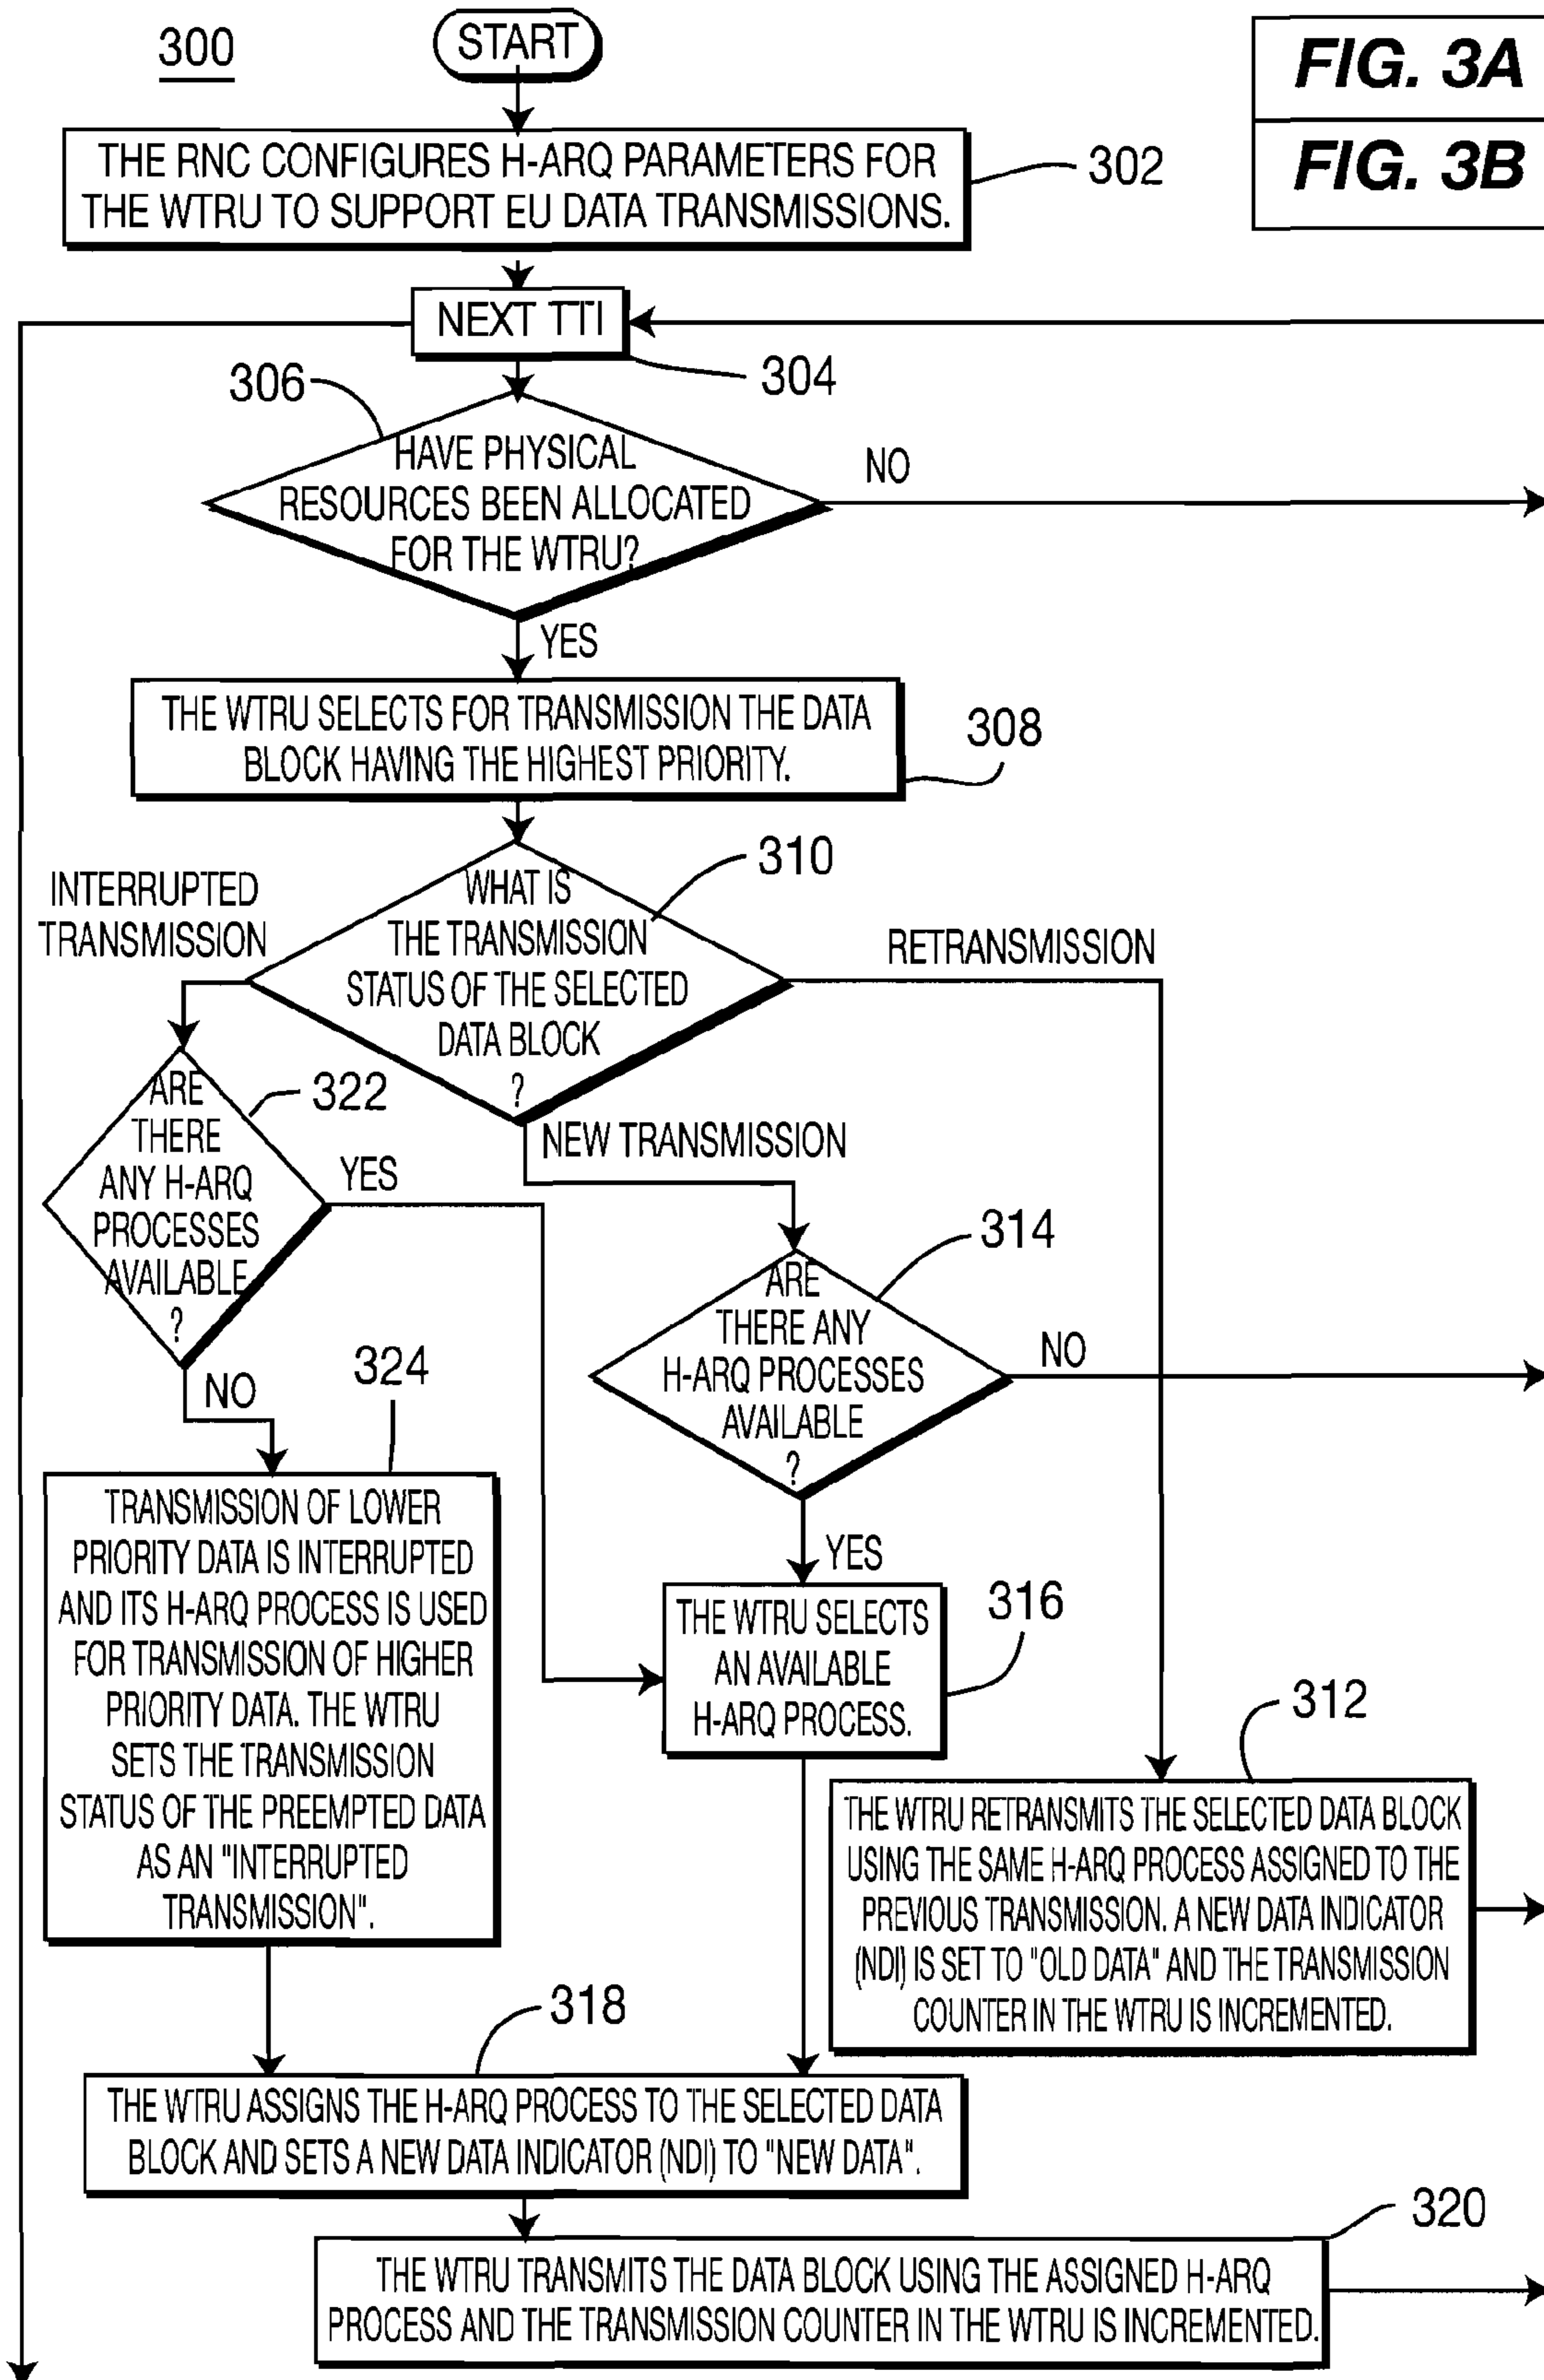 300
START
FIG. 3A
FIG. 3B
THE RNC CONFIGURES H-ARQ PARAMETERS FOR
THE WTRU TO SUPPORT EU DATA TRANSMISSIONS.
302
NEXT TTI
304
306
HAVE PHYSICAL
RESOURCES BEEN ALLOCATED
FOR THE WTRU?
NO
YES
THE WTRU SELECTS FOR TRANSMISSION THE DATA
BLOCK HAVING THE HIGHEST PRIORITY.
308
310
INTERRUPTED
TRANSMISSION
WHAT IS
THE TRANSMISSION
STATUS OF THE SELECTED
DATA BLOCK
?
RETRANSMISSION
NEW TRANSMISSION
322
ARE
THERE
ANY H-ARQ
PROCESSES
AVAILABLE
?
YES
NO
314
ARE
THERE ANY
H-ARQ PROCESSES
AVAILABLE
?
NO
YES
324
TRANSMISSION OF LOWER
PRIORITY DATA IS INTERRUPTED
AND ITS H-ARQ PROCESS IS USED
FOR TRANSMISSION OF HIGHER
PRIORITY DATA. THE WTRU
SETS THE TRANSMISSION
STATUS OF THE PREEMPTED DATA
AS AN "INTERRUPTED
TRANSMISSION".
THE WTRU SELECTS
AN AVAILABLE
H-ARQ PROCESS.
316
312
THE WTRU RETRANSMITS THE SELECTED DATA BLOCK
USING THE SAME H-ARQ PROCESS ASSIGNED TO THE
PREVIOUS TRANSMISSION. A NEW DATA INDICATOR
(NDI) IS SET TO "OLD DATA" AND THE TRANSMISSION
COUNTER IN THE WTRU IS INCREMENTED.
318
THE WTRU ASSIGNS THE H-ARQ PROCESS TO THE SELECTED DATA
BLOCK AND SETS A NEW DATA INDICATOR (NDI) TO "NEW DATA".
320
THE WTRU TRANSMITS THE DATA BLOCK USING THE ASSIGNED H-ARQ
PROCESS AND THE TRANSMISSION COUNTER IN THE WTRU IS INCREMENTED.